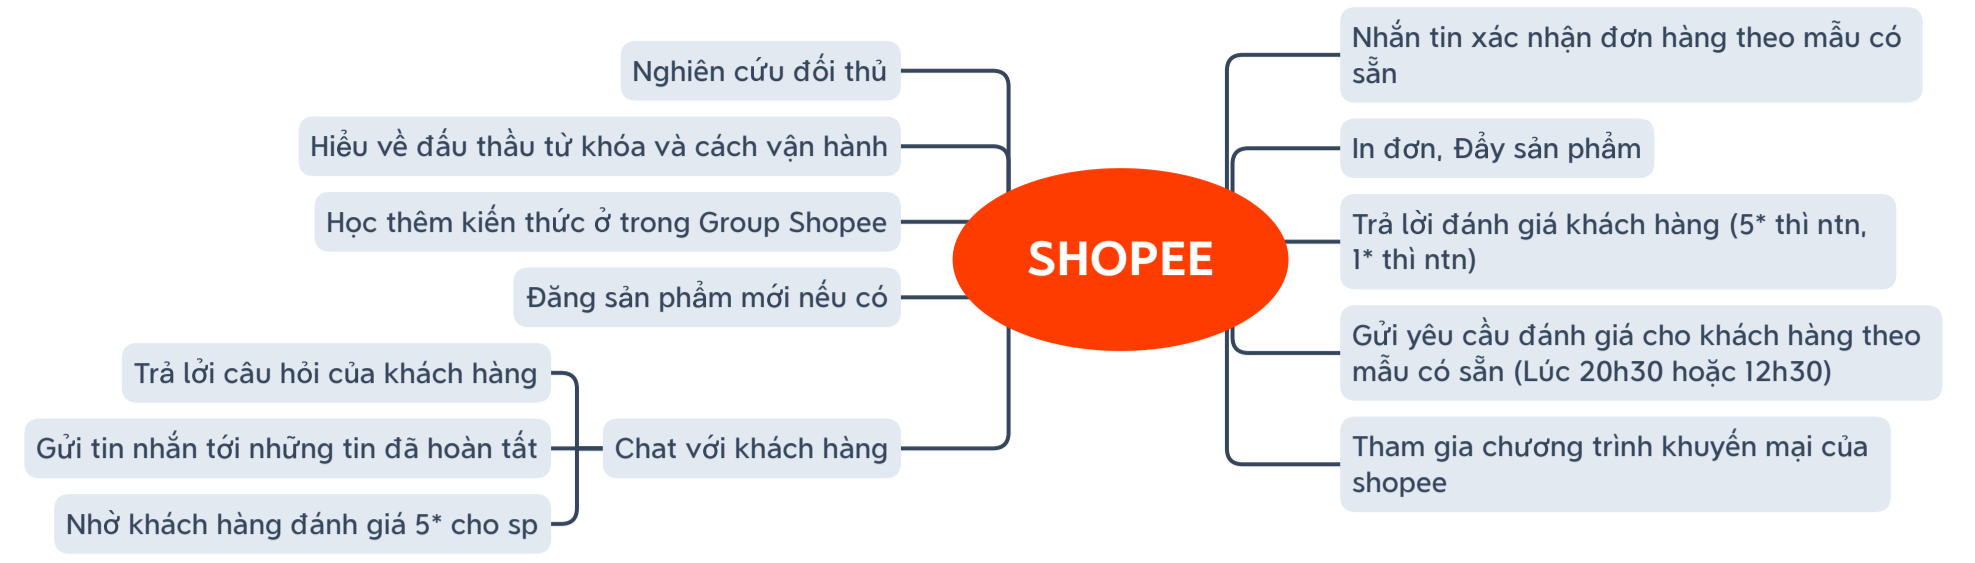 Nghiên cứu đối thủ
Hiểu về đấu thầu từ khóa và cách vận hành
Học thêm kiến thức ở trong Group Shopee
Đăng sản phẩm mới nếu có
Trả lởi câu hỏi của khách hàng
Gửi tin nhắn tới những tin đã hoàn tất
Nhờ khách hàng đánh giá 5* cho sp
Chat với khách hàng
SHOPEE
Nhắn tin xác nhận đơn hàng theo mẫu có
sẵn
In đơn, Đẩy sản phẩm
Trả lời đánh giá khách hàng (5* thì ntn,
1* thì ntn)
Gửi yêu cầu đánh giá cho khách hàng theo
mẫu có sẵn (Lúc 20h30 hoặc 12h30)
Tham gia chương trình khuyến mại của
shopee